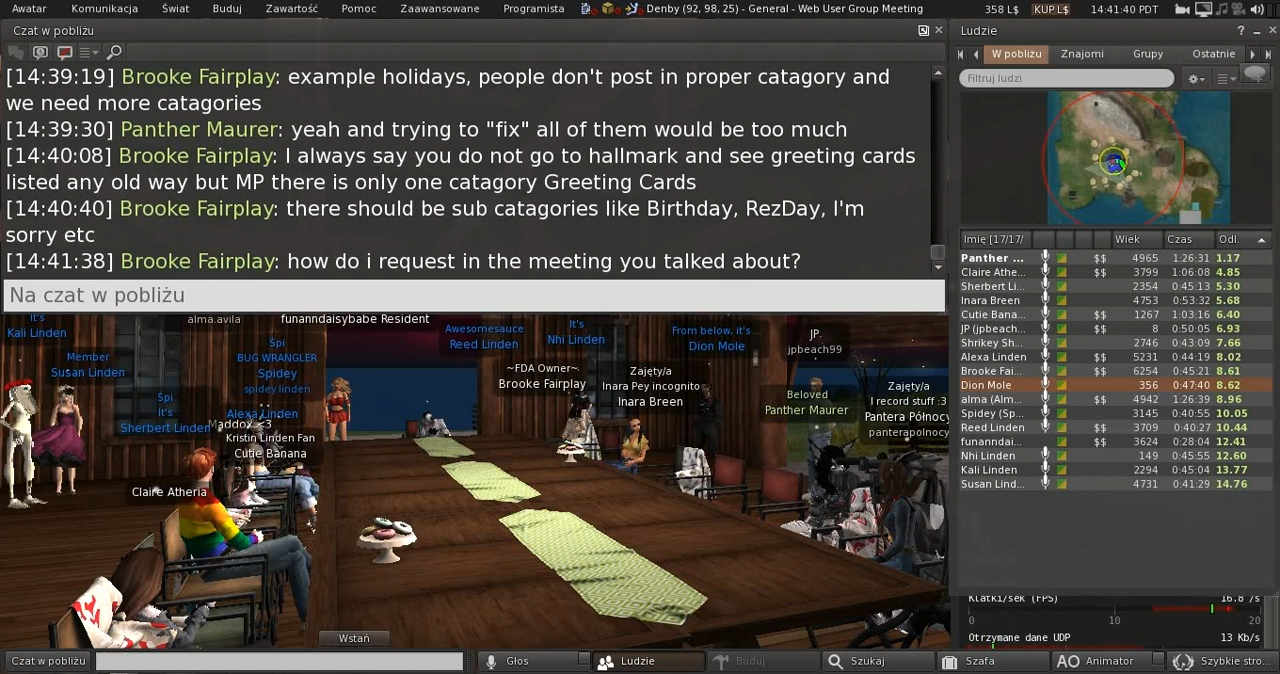 Awatar Komunikacja Świat Buduj Zawartość Pomoc Zaawansowane Programista Denby (92, 98, 25) - General - Web User Group Meeting 358 L$ KUP L$ 14:41:40 PDT
Czat w pobliżu
[14:39:19] Brooke Fairplay: example holidays, people don't post in proper catagory and
we need more catagories
[14:39:30] Panther Maurer: yeah and trying to "fix" all of them would be too much
[14:40:08] Brooke Fairplay: I always say you do not go to hallmark and see greeting cards
listed any old way but MP there is only one catagory Greeting Cards
[14:40:40] Brooke Fairplay: there should be sub catagories like Birthday, RezDay, I'm
sorry etc
[14:41:38] Brooke Fairplay: how do i request in the meeting you talked about?
Na czat w pobliżu
It's
Kali Linden
Member
Susan Linden
Śpi
It's
Sherbert Linden
alma.avila
Śpi
BUG WRANGLER
Spidey
spidey.linden
Alexa Linden
Maddox <3
Kristin Linden Fan
Cutie Banana
Claire Atheria
funanndaisybabe Resident
Awesomesauce
Reed Linden
~FDA Owner~
Brooke Fairplay
It's
Nhi Linden
Zajęty/a
Inara Pey incognito
Inara Breen
From below, it's...
Dion Mole
JP.
jpbeach99
Beloved
Panther Maurer
Zajęty/a
I record stuff :3
Pantera Północy
panterapolnocy
Wstań
Ludzie
W pobliżu Znajomi Grupy Ostatnie
Filtruj ludzi
Imię [17/17/ Wiek Czas Odl.
Panther ... $$ 4965 1:26:31 1.17
Claire Athe... $$ 3799 1:06:08 4.85
Sherbert Li... 2354 0:45:13 5.30
Inara Breen 4753 0:53:32 5.68
Cutie Bana... $$ 1267 1:03:16 6.40
JP (jpbeach... $$ 8 0:50:05 6.93
Shrikey Sh... 2746 0:43:09 7.66
Alexa Linden $$ 5231 0:44:19 8.02
Brooke Fai... $$ 6254 0:45:21 8.61
Dion Mole 356 0:47:40 8.62
alma (Alm... $$ 4942 1:26:39 8.96
Spidey (Sp... 3145 0:40:55 10.05
Reed Linden $$ 3709 0:40:27 10.44
funanndai... $$ 3624 0:28:04 12.41
Nhi Linden 149 0:45:55 12.60
Kali Linden 2294 0:45:04 13.77
Susan Lind... 4731 0:41:29 14.76
Klatki/sek (FPS) 16.8 /s
0 10 20
Otrzymane dane UDP 13 Kb/s
Czat w pobliżu Głos Ludzie Buduj Szukaj Szafa AO Animator Szybkie stro...